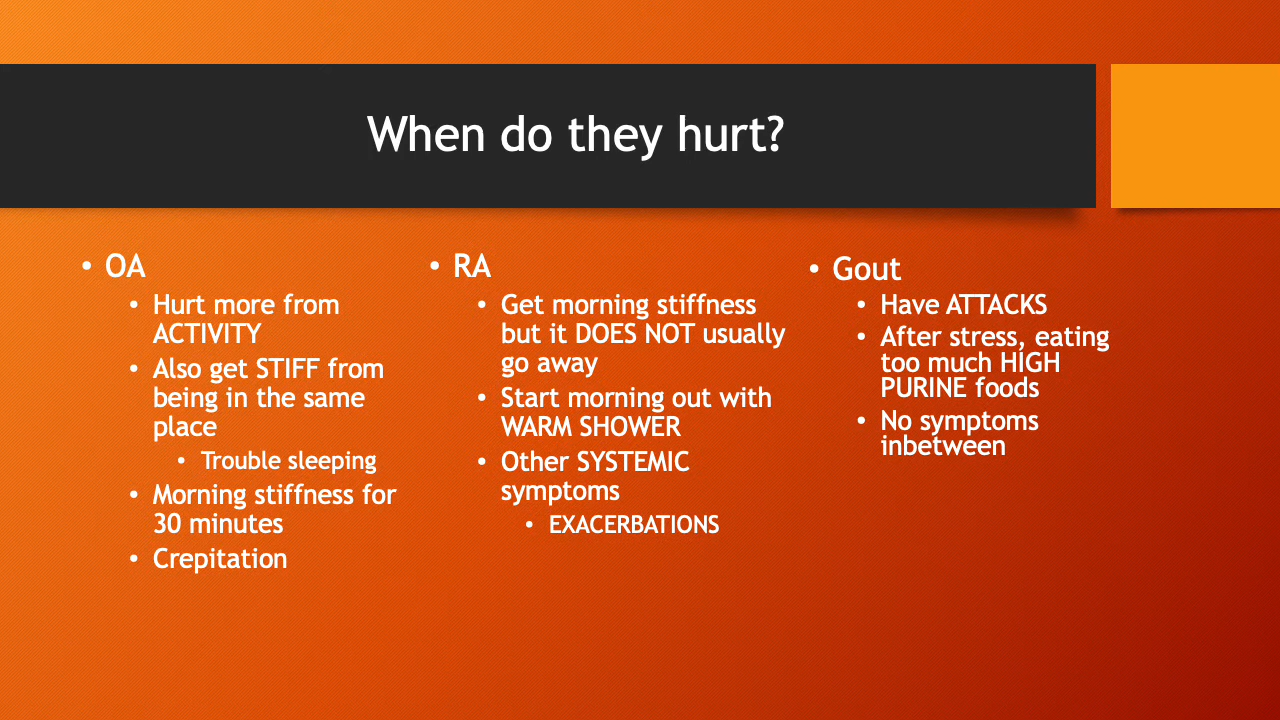 When do they hurt?
• OA
• Hurt more from
ACTIVITY
• Also get STIFF from
being in the same
place
• Trouble sleeping
• Morning stiffness for
30 minutes
• Crepitation
• RA
• Get morning stiffness
but it DOES NOT usually
go away
• Start morning out with
WARM SHOWER
• Other SYSTEMIC
symptoms
• EXACERBATIONS
• Gout
• Have ATTACKS
• After stress, eating
too much HIGH
PURINE foods
• No symptoms
inbetween